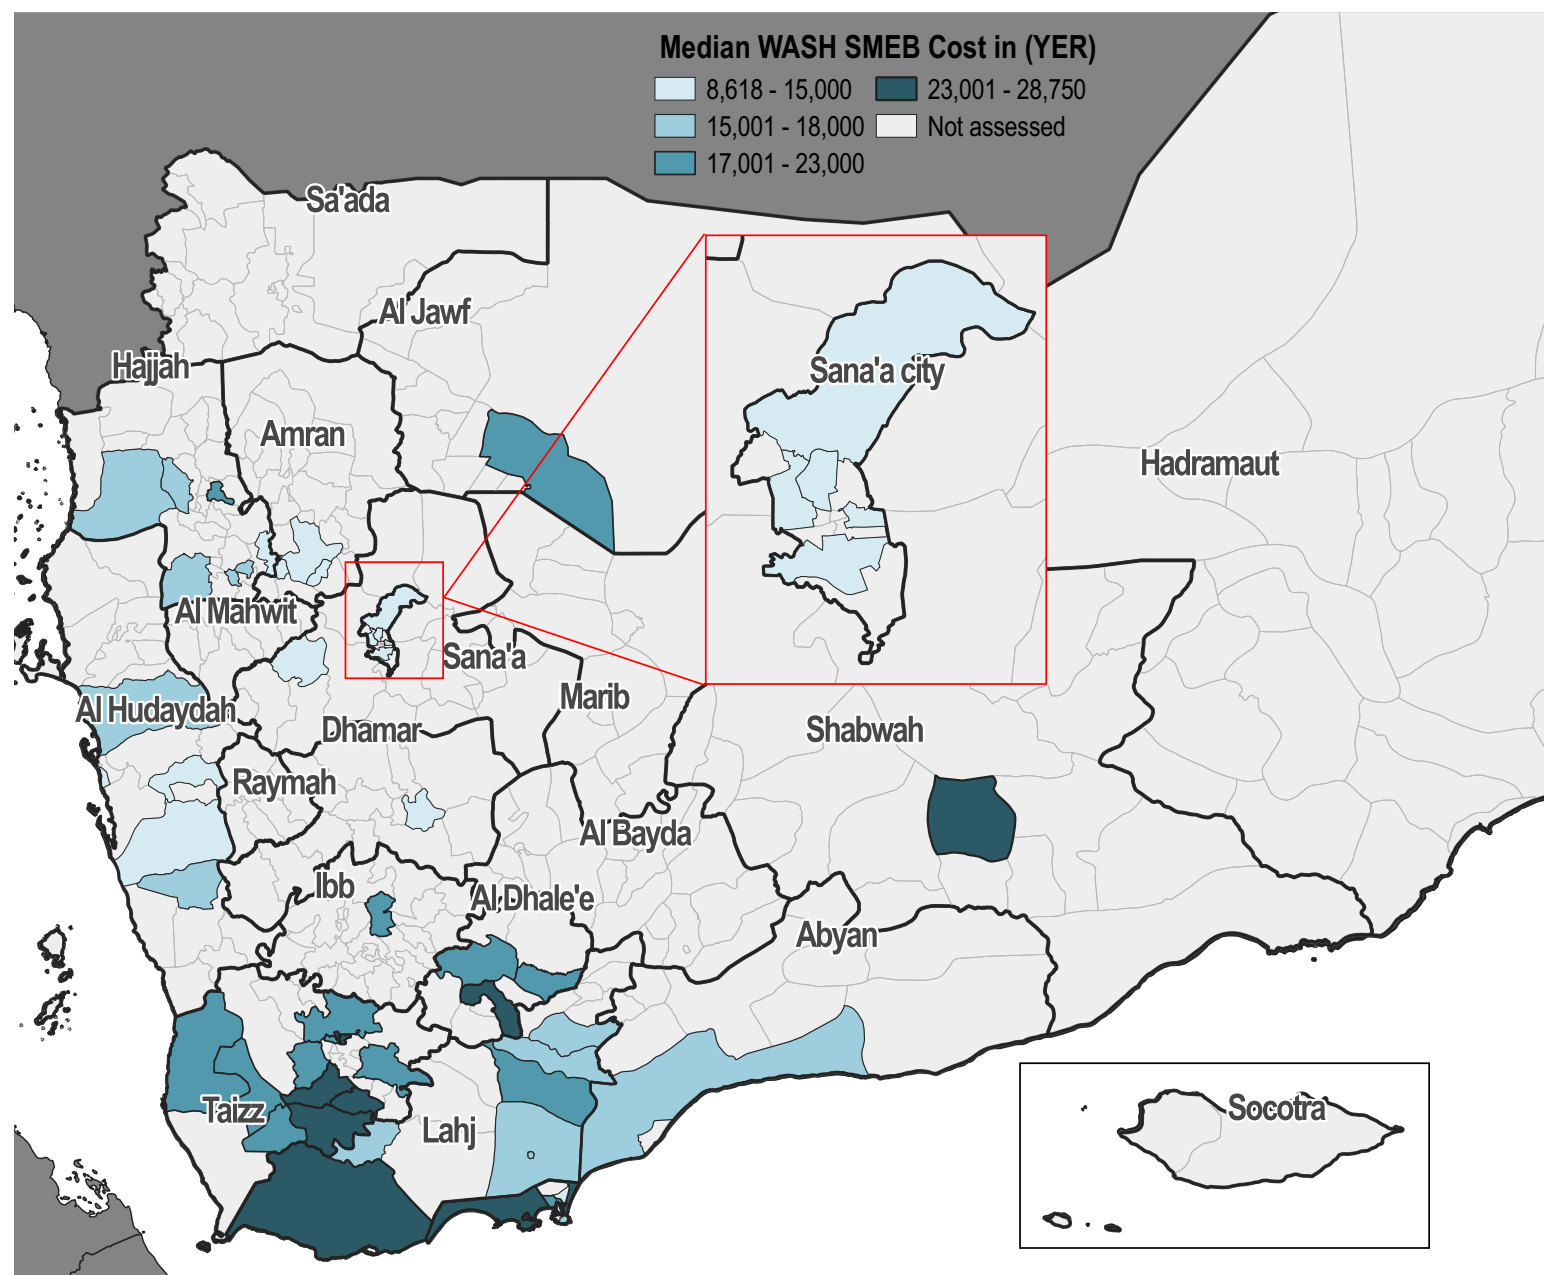 Median WASH SMEB Cost in (YER)
8,618 - 15,000
23,001 - 28,750
15,001 - 18,000
Not assessed
17,001 - 23,000
Sa'ada
Al Jawf
Hajjah
Sana'a city
Amran
Hadramaut
Al Mahwit
Sana'a
Marib
Al Hudaydah
Dhamar
Shabwah
Raymah
Al Bayda
Ibb
Al Dhale'e
Abyan
Taizz
Lahj
Socotra